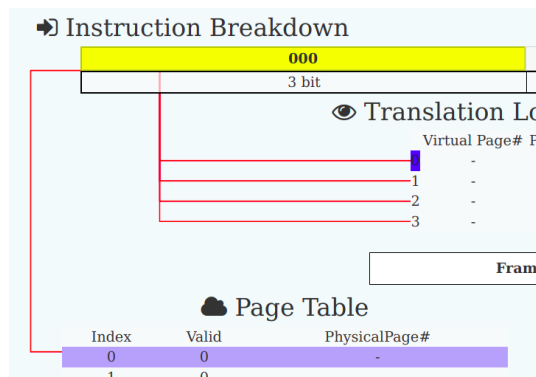 Instruction Breakdown
000
3 bit
Translation Lo
Virtual Page# P
0 -
1 -
2 -
3 -
Fram
Page Table
Index Valid PhysicalPage#
0 0 -
1 0